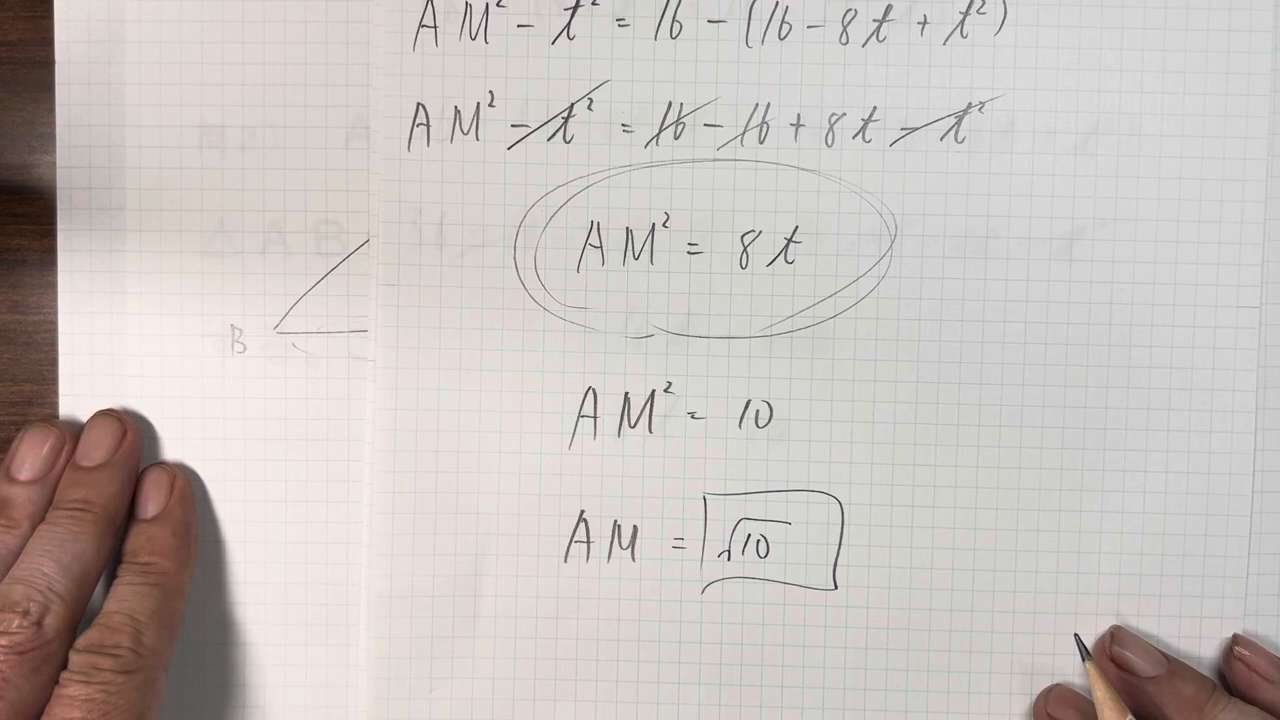 AM² - t² = 16 - (16 - 8t + t²)
AM² - t² = 16 - 16 + 8t - t²
AM² = 8t
B
AM² = 10
AM = √10